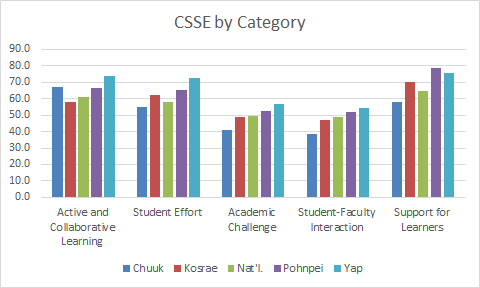 CSSE by Category
90.0
80.0
70.0
60.0
50.0
40.0
30.0
20.0
10.0
0.0
Active and
Collaborative
Learning
Student Effort
Academic
Challenge
Student-Faculty
Interaction
Support for
Learners
Chuuk Kosrae Nat'l. Pohnpei Yap